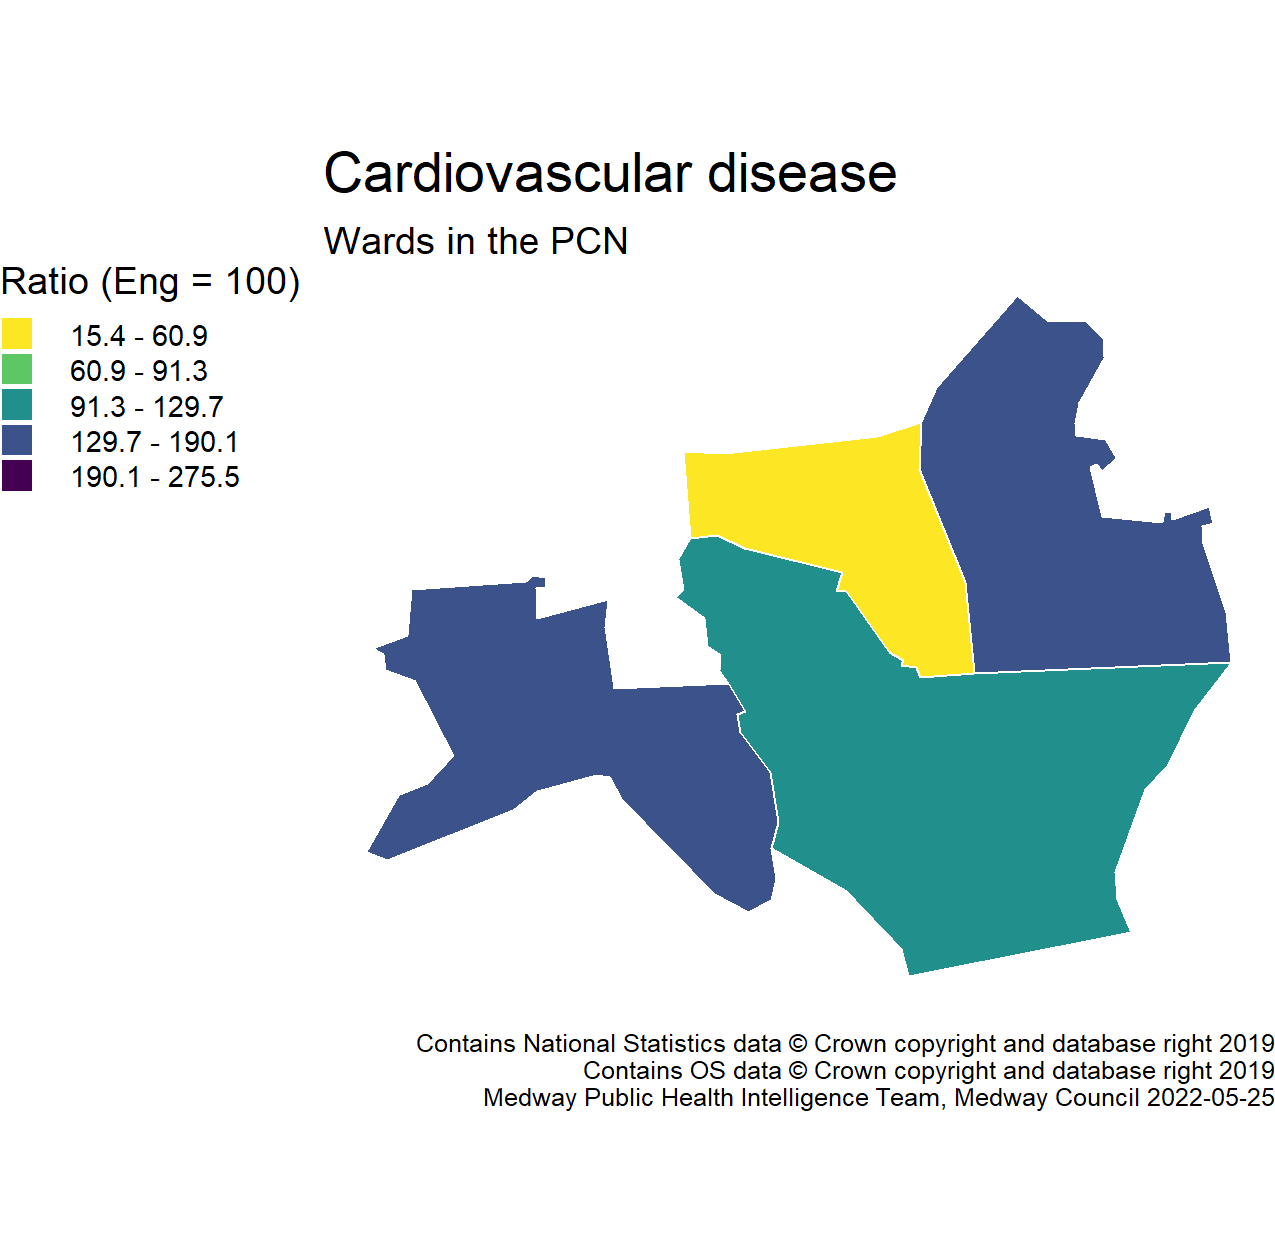 Cardiovascular disease
Wards in the PCN
Ratio (Eng = 100)
15.4 - 60.9
60.9 - 91.3
91.3 - 129.7
129.7 - 190.1
190.1 - 275.5
Contains National Statistics data © Crown copyright and database right 2019
Contains OS data © Crown copyright and database right 2019
Medway Public Health Intelligence Team, Medway Council 2022-05-25